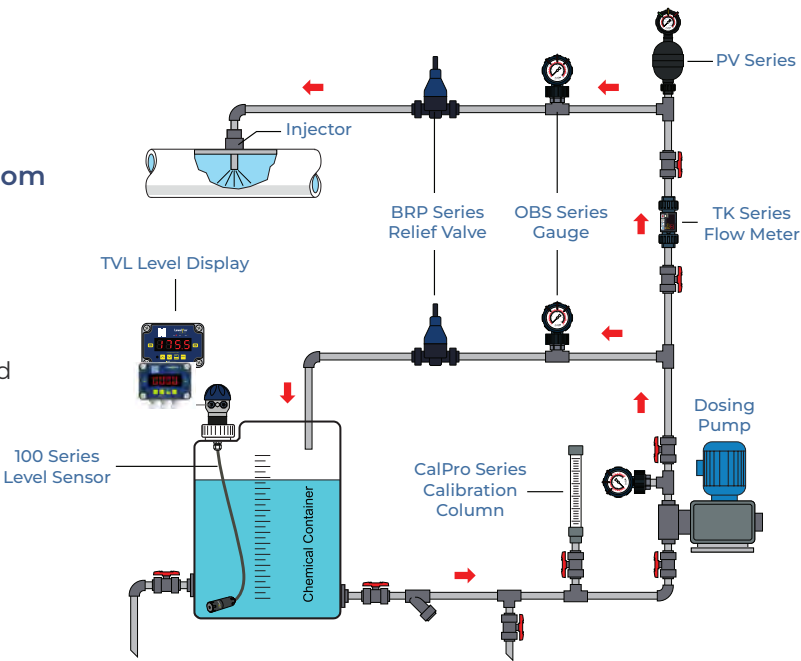 PV Series
Injector
om
BRP Series
Relief Valve
OBS Series
Gauge
TK Series
Flow Meter
TVL Level Display
1755
d
Dosing
Pump
100 Series
Level Sensor
CalPro Series
Calibration
Column
Chemical Container